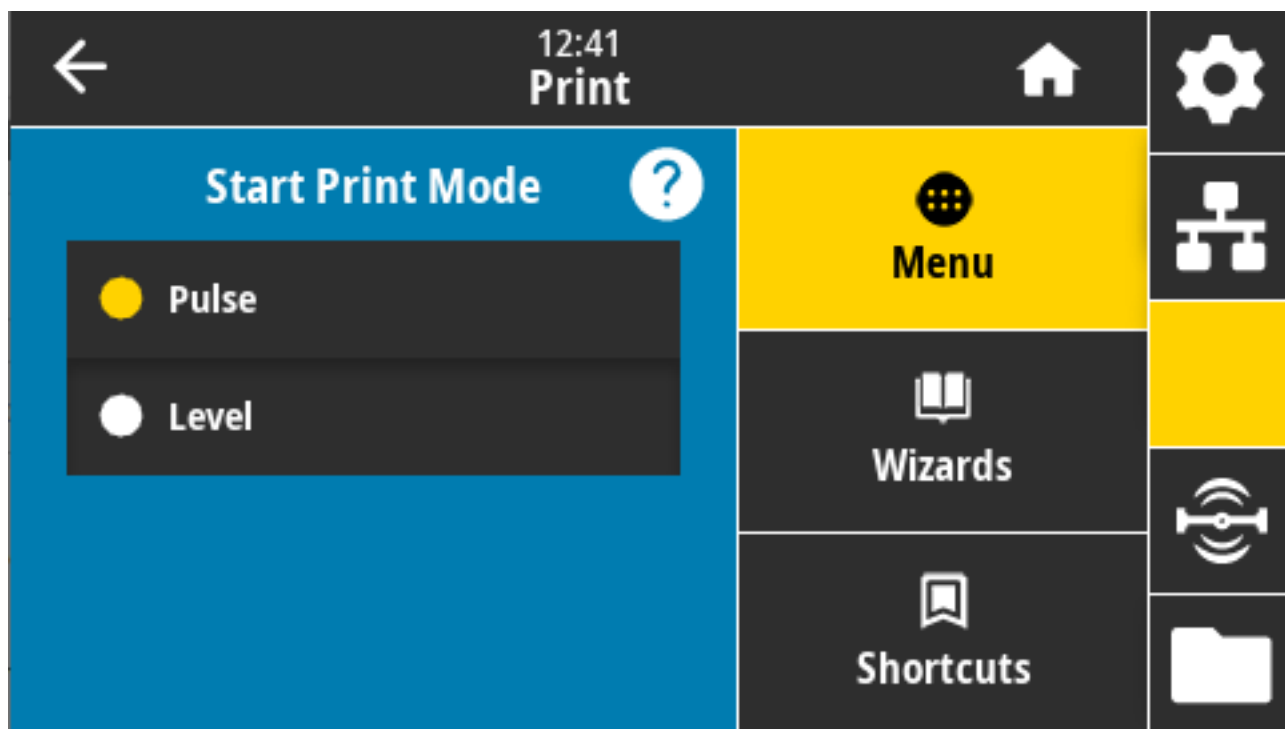 12:41
Print
Start Print Mode
?
Pulse
Level
Menu
Wizards
Shortcuts